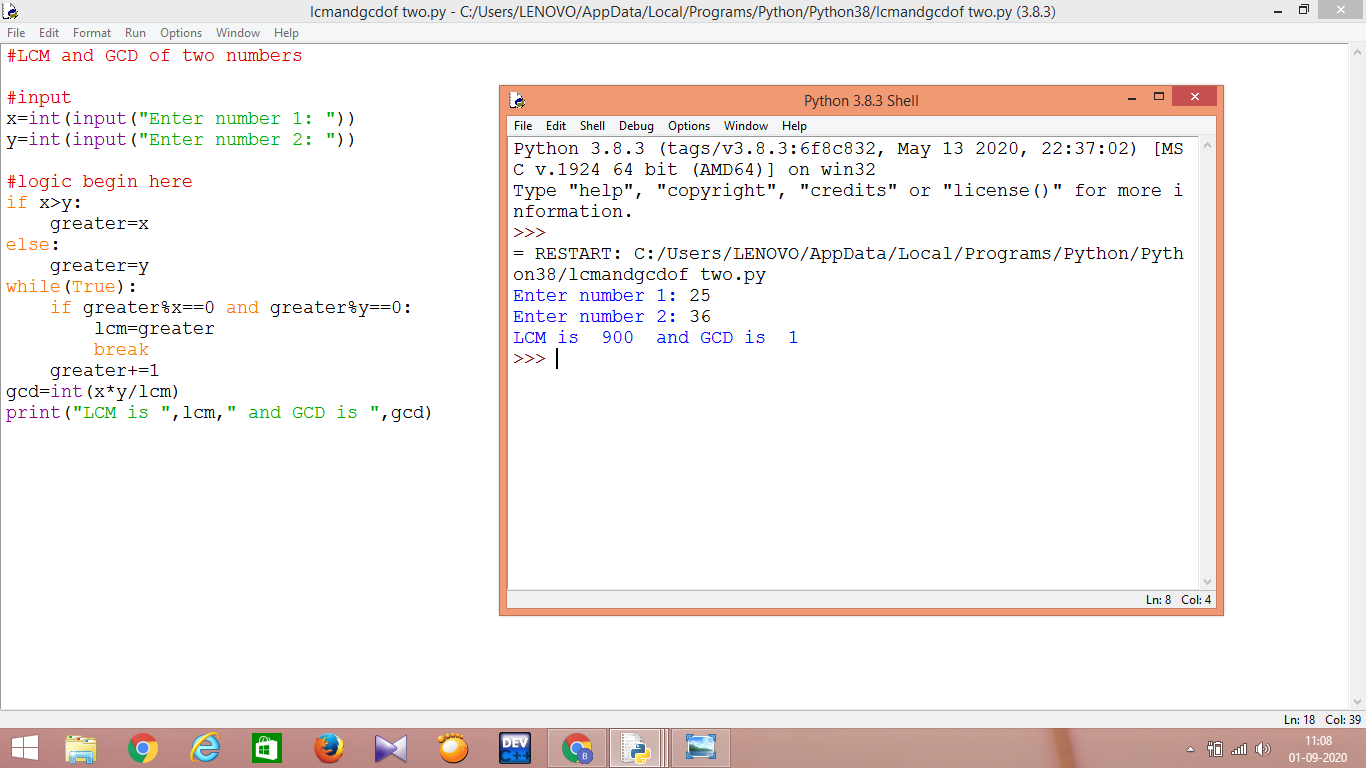 lcmandgcdof two.py - C:/Users/LENOVO/AppData/Local/Programs/Python/Python38/lcmandgcdof two.py (3.8.3)
File Edit Format Run Options Window Help
#LCM and GCD of two numbers
#input
x=int(input("Enter number 1: "))
y=int(input("Enter number 2: "))
#logic begin here
if x>y:
    greater=x
else:
    greater=y
while(True):
    if greater%x==0 and greater%y==0:
        lcm=greater
        break
    greater+=1
gcd=int(x*y/lcm)
print("LCM is ",lcm," and GCD is ",gcd)
Python 3.8.3 Shell
File Edit Shell Debug Options Window Help
Python 3.8.3 (tags/v3.8.3:6f8c832, May 13 2020, 22:37:02) [MS
C v.1924 64 bit (AMD64)] on win32
Type "help", "copyright", "credits" or "license()" for more i
nformation.
>>>
= RESTART: C:/Users/LENOVO/AppData/Local/Programs/Python/Pyth
on38/lcmandgcdof two.py
Enter number 1: 25
Enter number 2: 36
LCM is  900  and GCD is  1
>>>
Ln: 8 Col: 4
Ln: 18 Col: 39
DEV
C++
B
11:08
01-09-2020